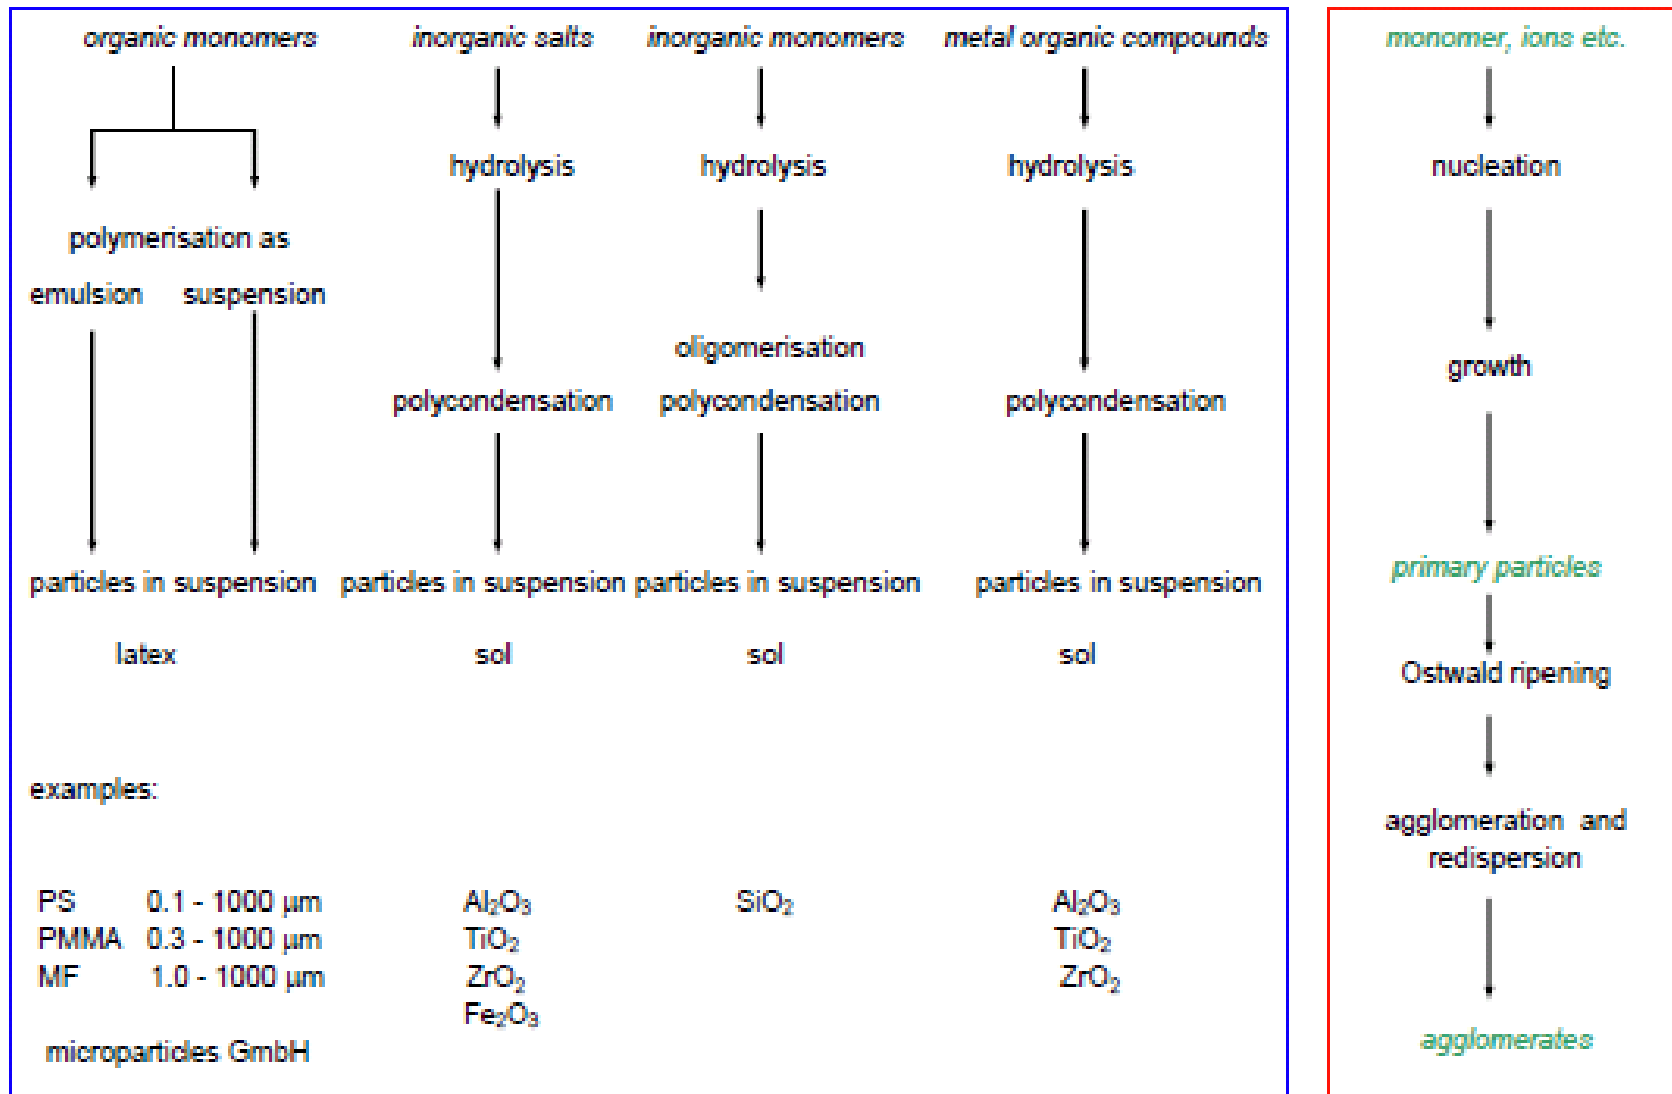 organic monomers inorganic salts inorganic monomers metal organic compounds
hydrolysis hydrolysis hydrolysis
polymerisation as
emulsion suspension
oligomerisation
polycondensation polycondensation polycondensation
particles in suspension particles in suspension particles in suspension particles in suspension
latex sol sol sol
examples:
PS 0.1 - 1000 µm Al₂O₃ SiO₂ Al₂O₃
PMMA 0.3 - 1000 µm TiO₂ TiO₂
MF 1.0 - 1000 µm ZrO₂ ZrO₂
Fe₂O₃
microparticles GmbH
monomer, ions etc.
nucleation
growth
primary particles
Ostwald ripening
agglomeration and
redispersion
agglomerates